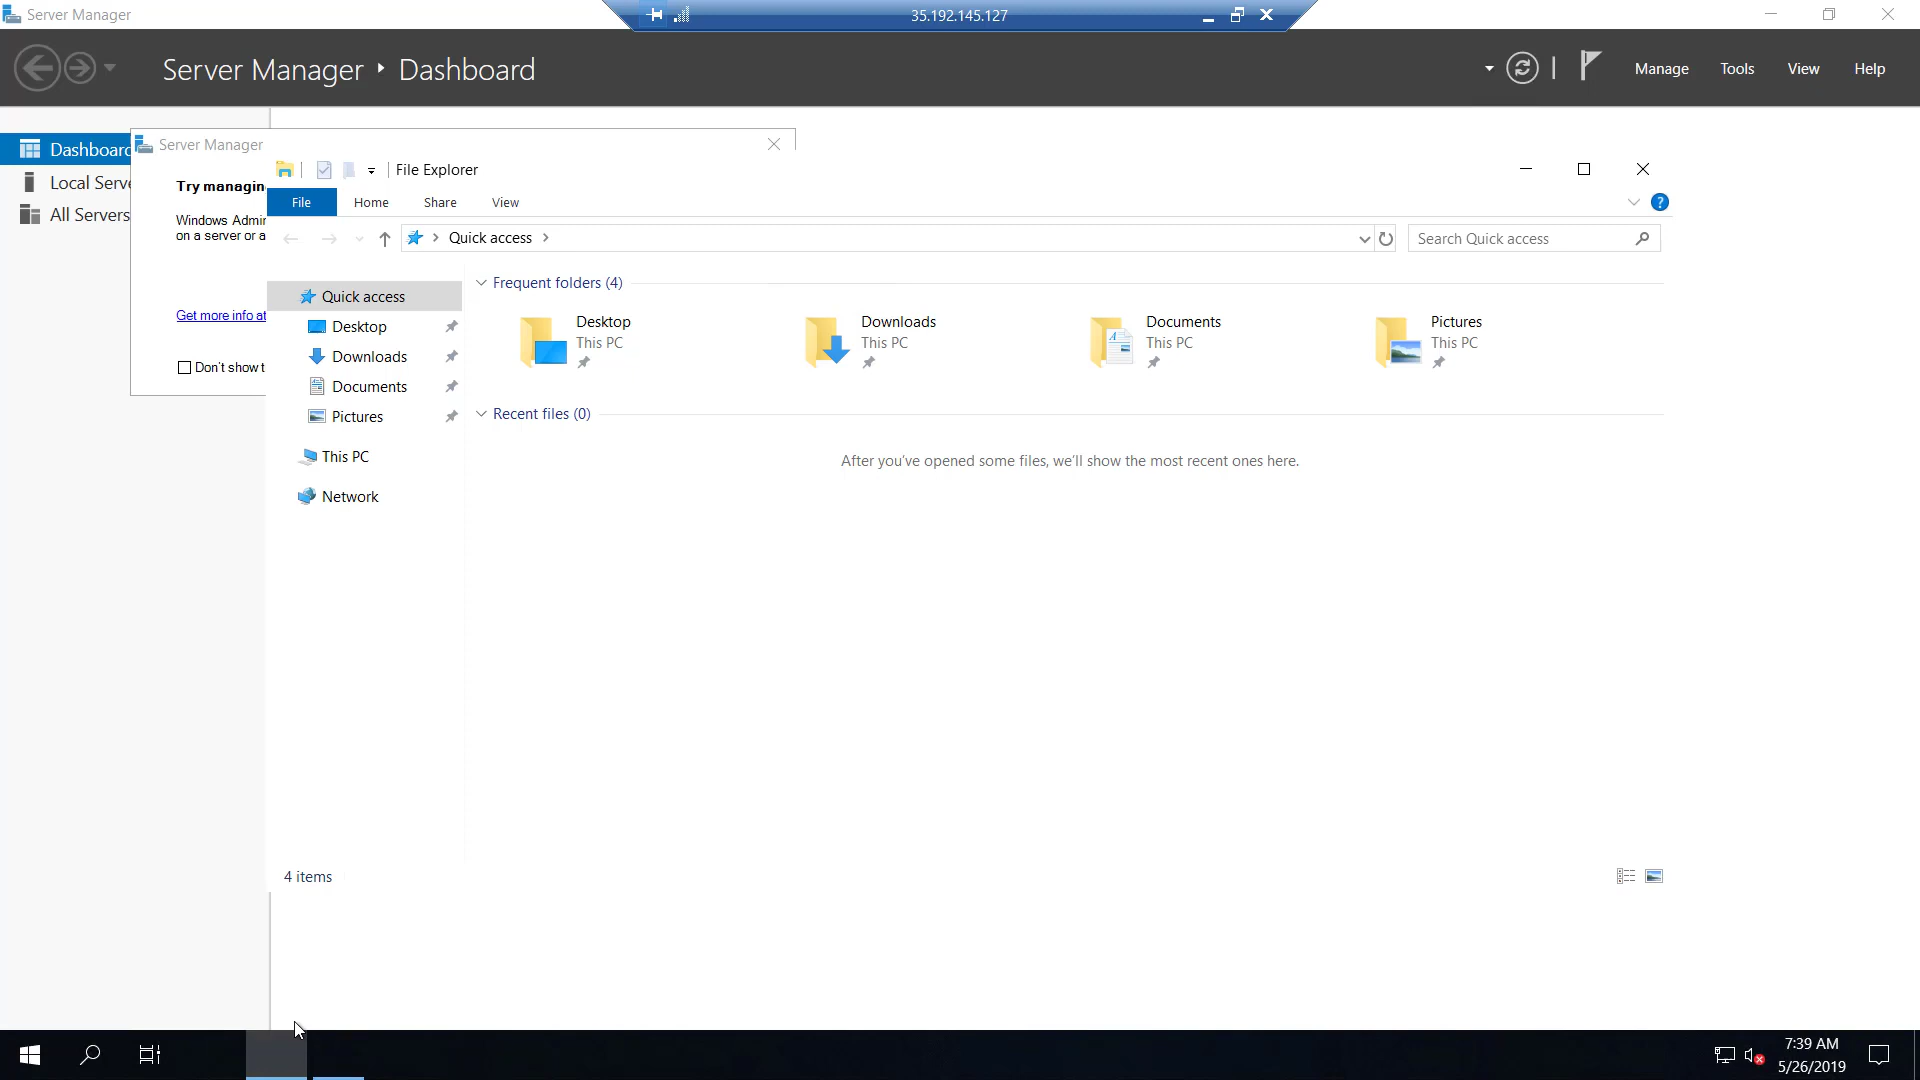 Server Manager
35.192.145.127
Server Manager Dashboard
Manage Tools View Help
Dashboard
Local Serve
All Servers
Server Manager
Try managin
Windows Admin
on a server or a
Get more info at
Don't show t
File Explorer
File Home Share View
Quick access
Search Quick access
Quick access
Desktop
Downloads
Documents
Pictures
This PC
Network
Frequent folders (4)
Desktop
This PC
Downloads
This PC
Documents
This PC
Pictures
This PC
Recent files (0)
After you've opened some files, we'll show the most recent ones here.
4 items
7:39 AM
5/26/2019